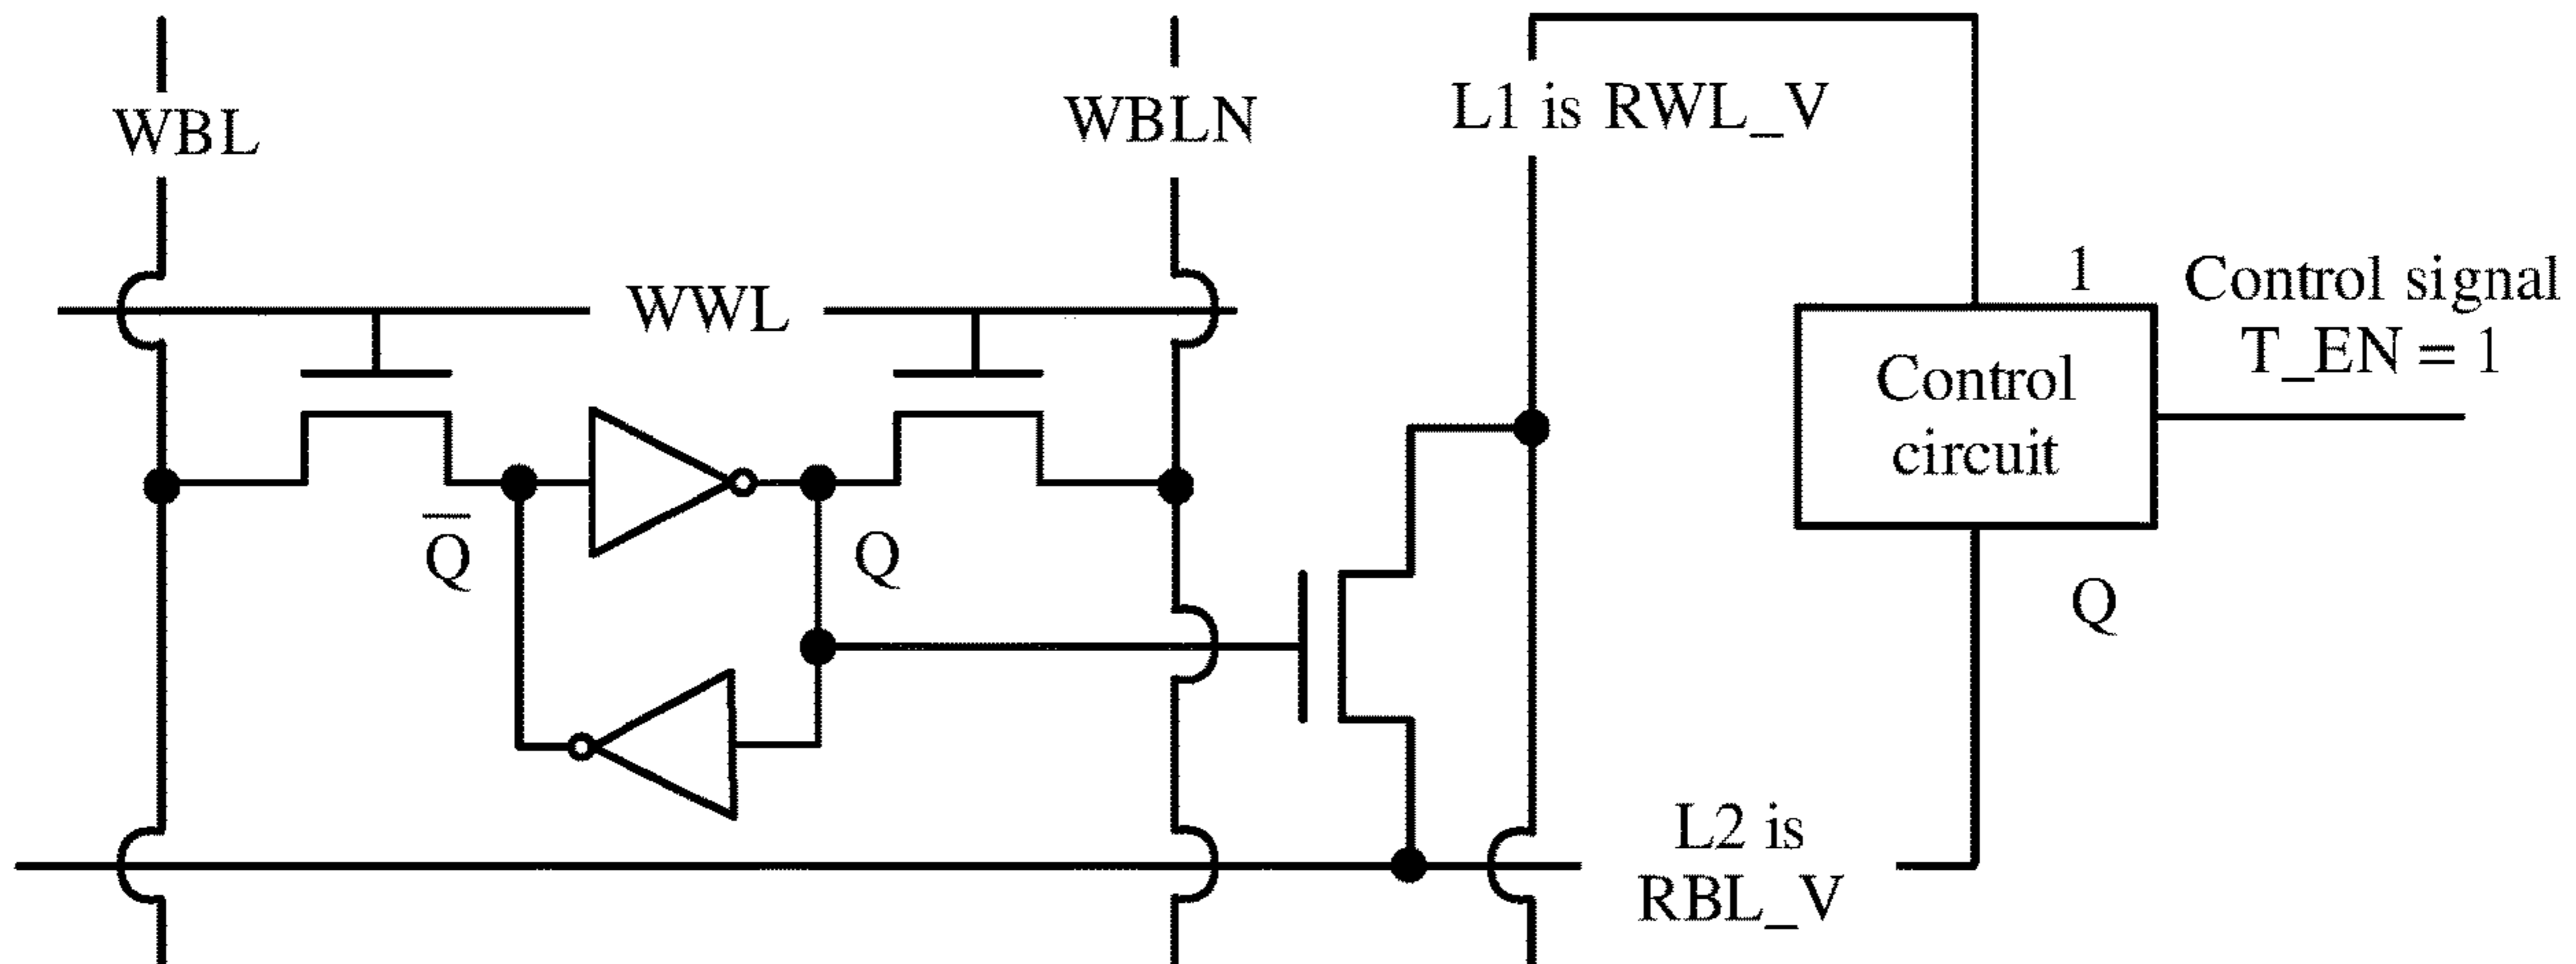 WBL
WBLN
L1 is RWL_V
WWL
1
Control signal
T_EN = 1
Control
circuit
Q̅
Q
Q
L2 is
RBL_V